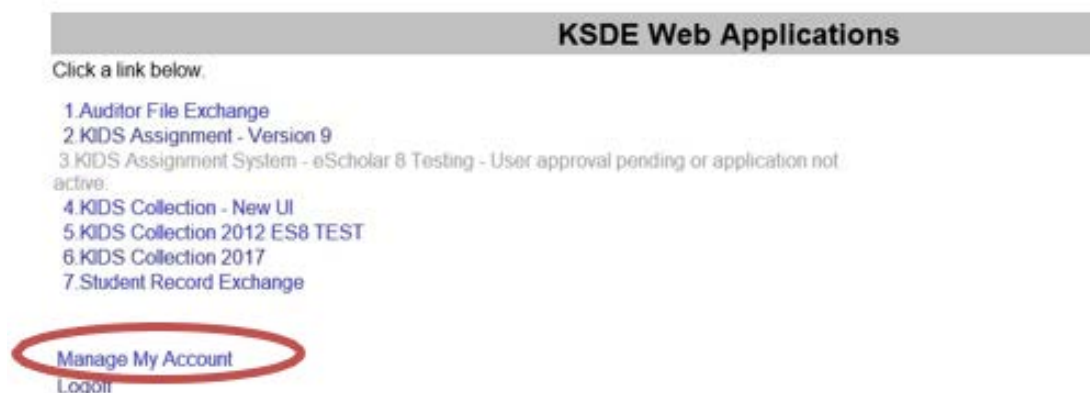 KSDE Web Applications
Click a link below.
1.Auditor File Exchange
2.KIDS Assignment - Version 9
3.KIDS Assignment System - eScholar 8 Testing - User approval pending or application not
active.
4.KIDS Collection - New UI
5.KIDS Collection 2012 ES8 TEST
6.KIDS Collection 2017
7.Student Record Exchange
Manage My Account
Logoff